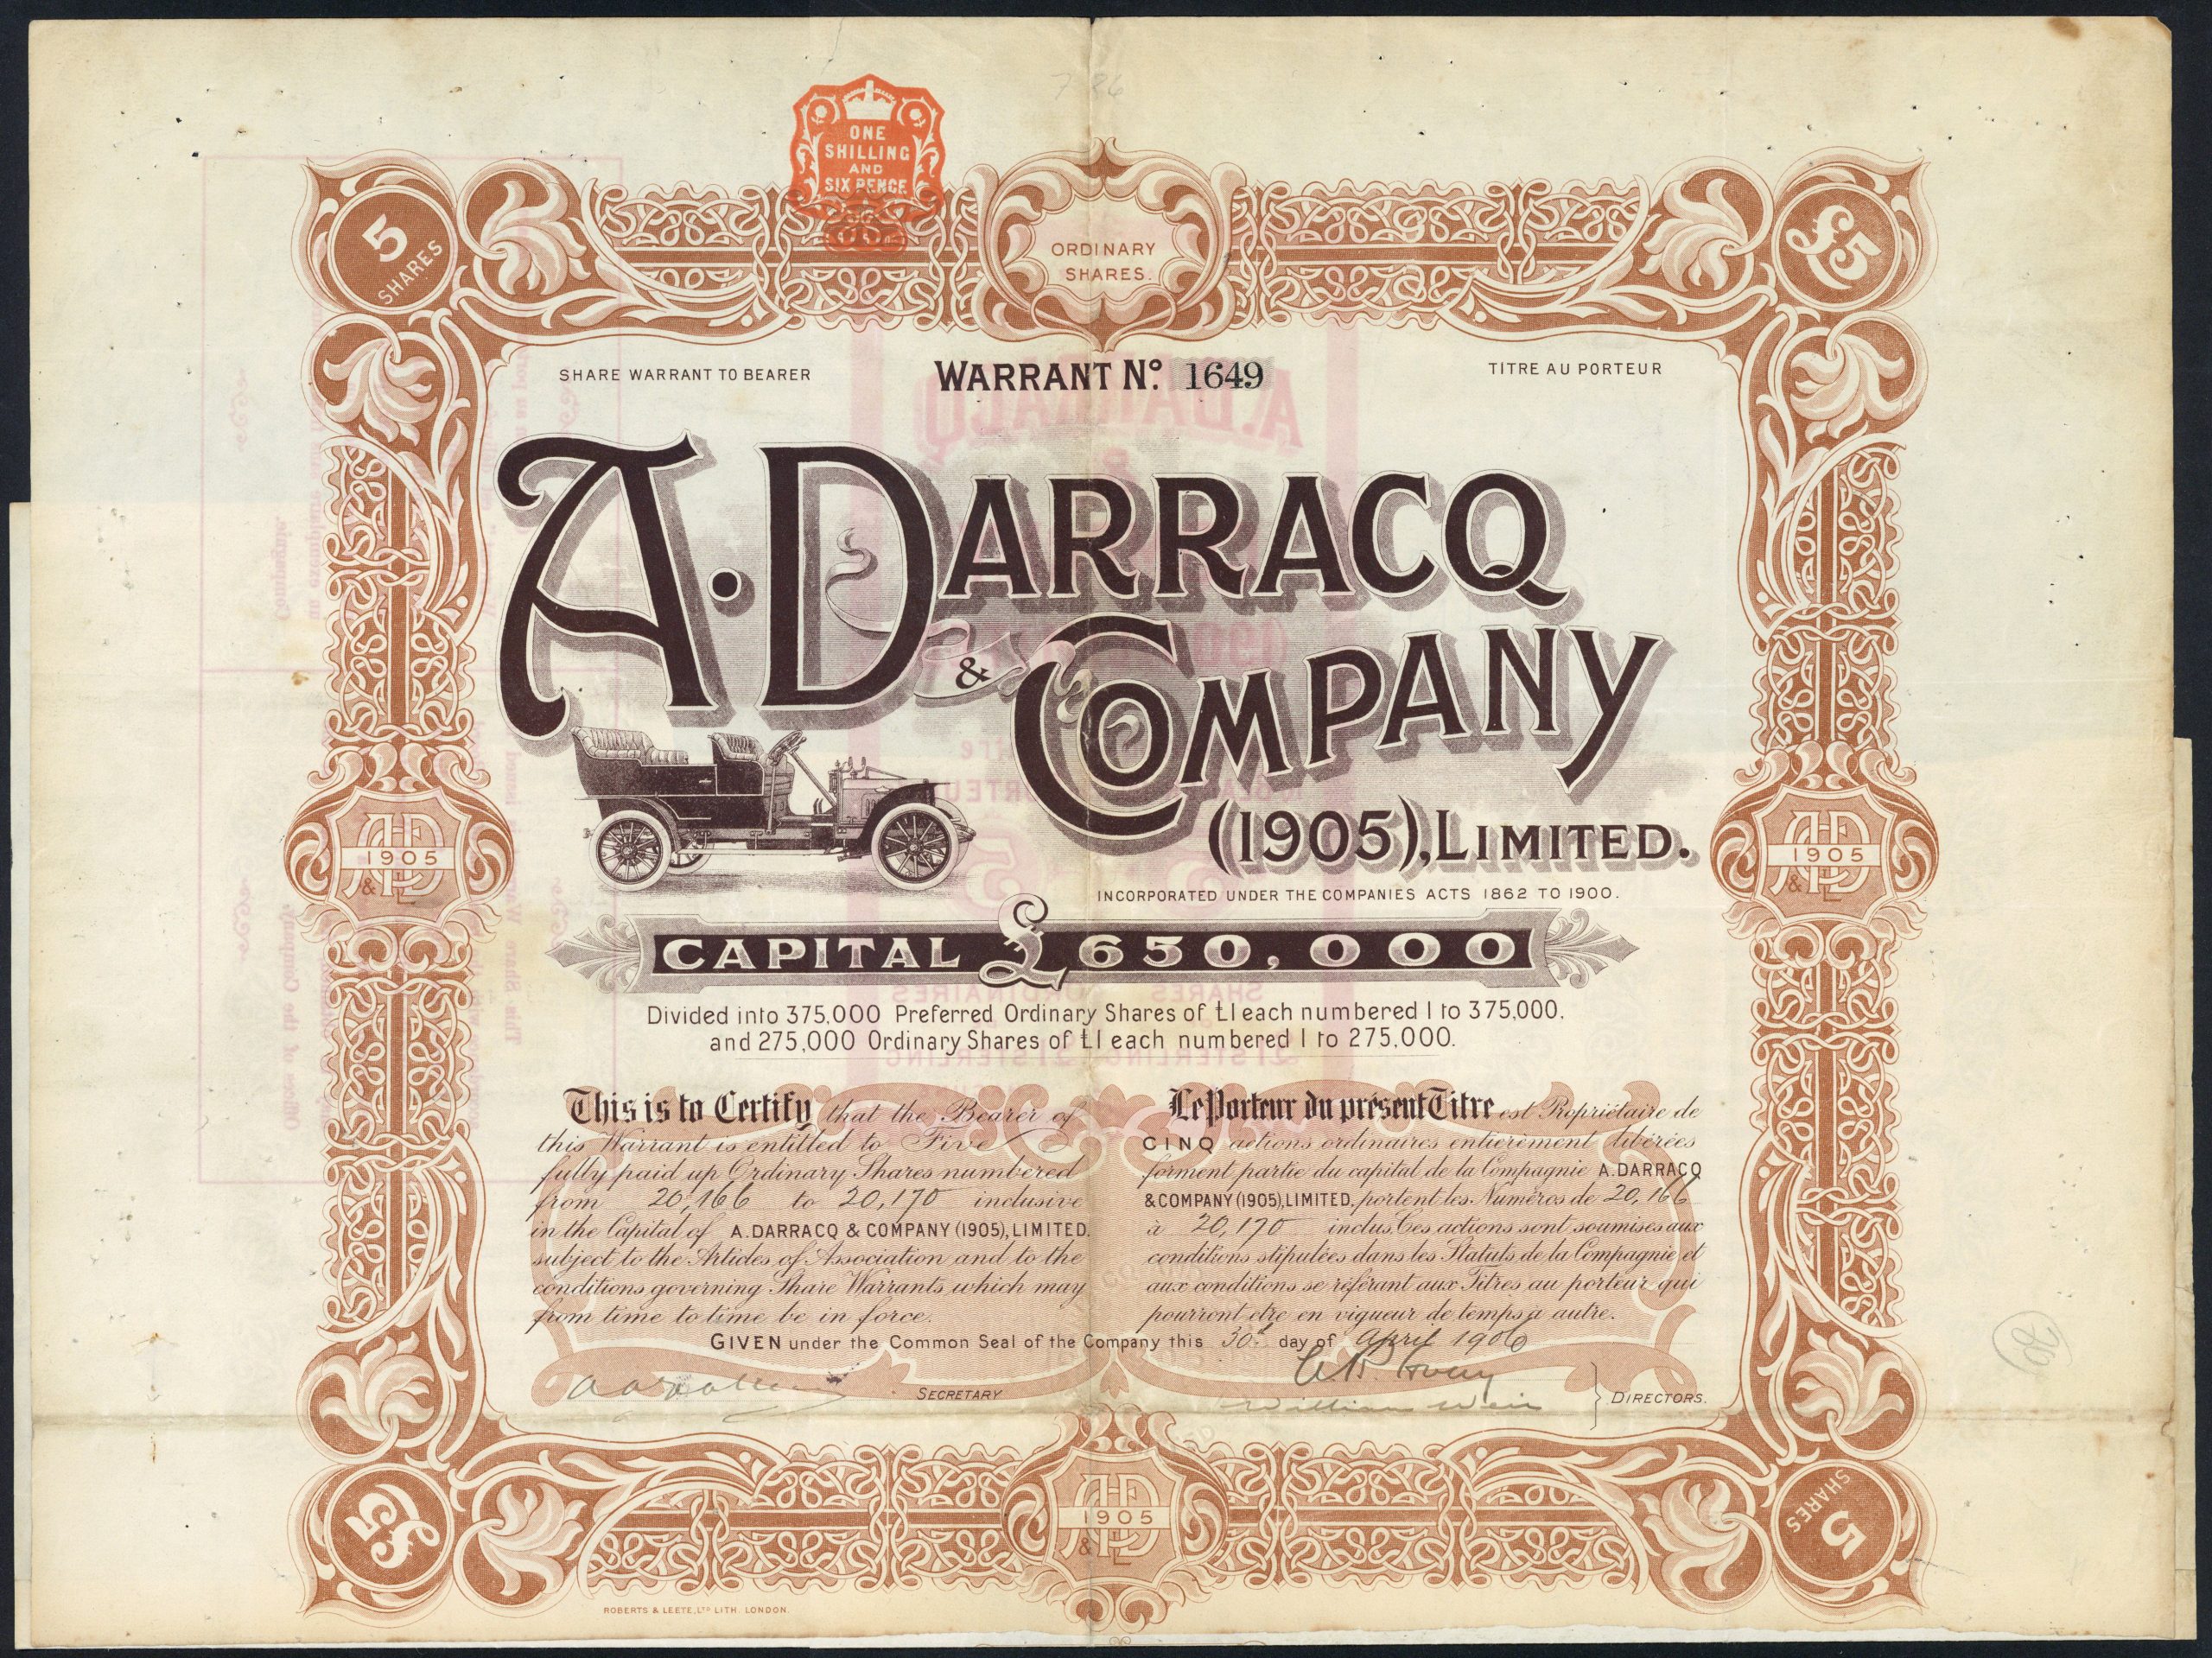 7 86
ONE
SHILLING
AND
SIX PENCE
5
SHARES
ORDINARY
SHARES.
£5
SHARE WARRANT TO BEARER
WARRANT No. 1649
TITRE AU PORTEUR
A. DARRACQ
& COMPANY
(1905), LIMITED.
INCORPORATED UNDER THE COMPANIES ACTS 1862 TO 1900.
CAPITAL £650,000
Divided into 375,000 Preferred Ordinary Shares of £1 each numbered 1 to 375,000.
and 275,000 Ordinary Shares of £1 each numbered 1 to 275,000.
1905
&
1905
&
This is to Certify that the Bearer of
this Warrant is entitled to Five
fully paid up Ordinary Shares numbered
from 20,166 to 20,170 inclusive
in the Capital of A. DARRACQ & COMPANY (1905), LIMITED.
subject to the Articles of Association and to the
conditions governing Share Warrants which may
from time to time be in force.
Le Porteur du présent Titre est Propriétaire de
CINQ actions ordinaires entièrement libérées
forment partie du capital de la Compagnie A. DARRACQ
& COMPANY (1905), LIMITED, portent les Numéros de 20,166
à 20,170 inclus. Ces actions sont soumises aux
conditions stipulées dans les Statuts de la Compagnie et
aux conditions se référant aux Titres au porteur qui
pourront etre en vigueur de temps a autre.
GIVEN under the Common Seal of the Company this 30th day of April 1906
SECRETARY
William Weir
DIRECTORS.
£5
1905
&
5
SHARES
ROBERTS & LEETE, LTD LITH. LONDON.